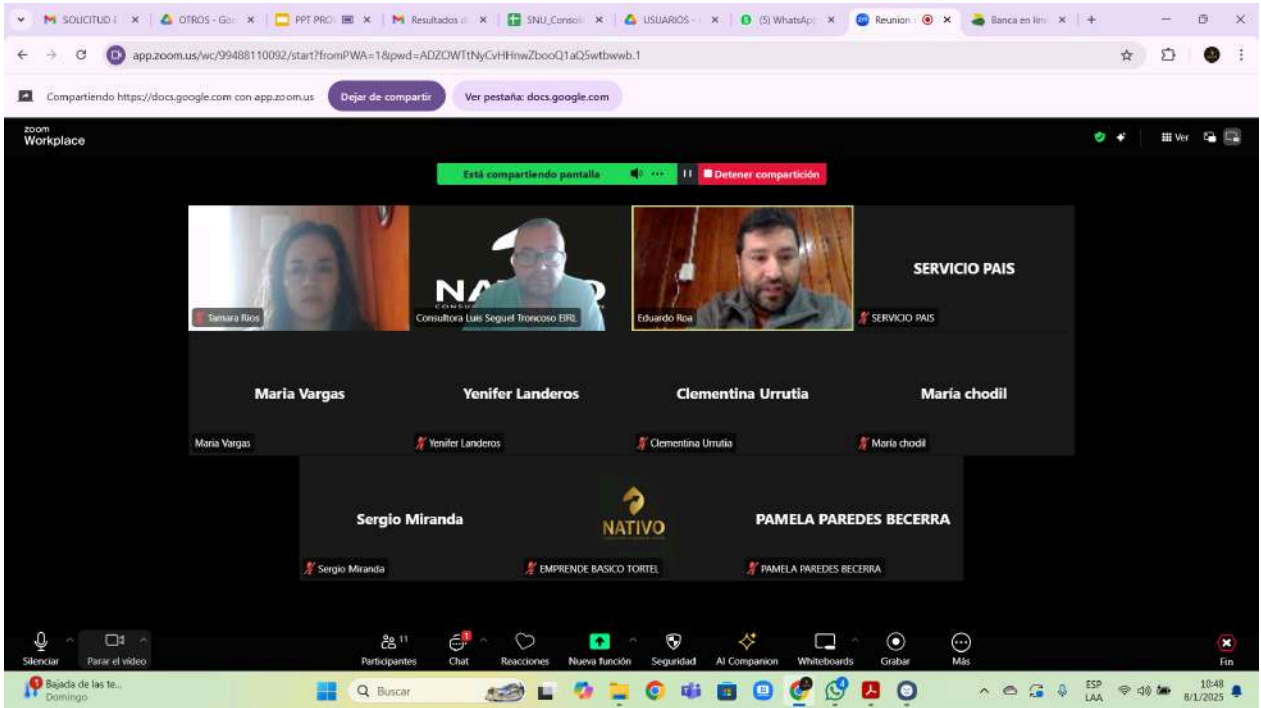 SOLICITUD E
OTROS - Goo
PPT PRO
Resultados d
SNU_Consoli
USUARIOS -
(5) WhatsApp
Reunion
Banca en lín
app.zoom.us/wc/99488110092/start?fromPWA=1&pwd=
Compartiendo https://docs.google.com con app.zoom.us
Dejar de compartir
Ver pestaña: docs.google.com
zoom
Workplace
Ver
Está compartiendo pantalla
Detener compartición
NATIVO
SERVICIO PAIS
Tamara Rios
Consultora Luis Seguel Troncoso EIRL
Eduardo Roa
SERVICIO PAIS
Maria Vargas
Yenifer Landeros
Clementina Urrutia
María chodil
Maria Vargas
Yenifer Landeros
Clementina Urrutia
María chodil
Sergio Miranda
NATIVO
PAMELA PAREDES BECERRA
Sergio Miranda
EMPRENDE BASICO TORTEL
PAMELA PAREDES BECERRA
11
1
Silenciar
Parar el vídeo
Participantes
Chat
Reacciones
Nueva función
Seguridad
AI Companion
Whiteboards
Grabar
Más
Fin
Bajada de las te...
Domingo
Buscar
ESP
LAA
10:48
8/1/2025